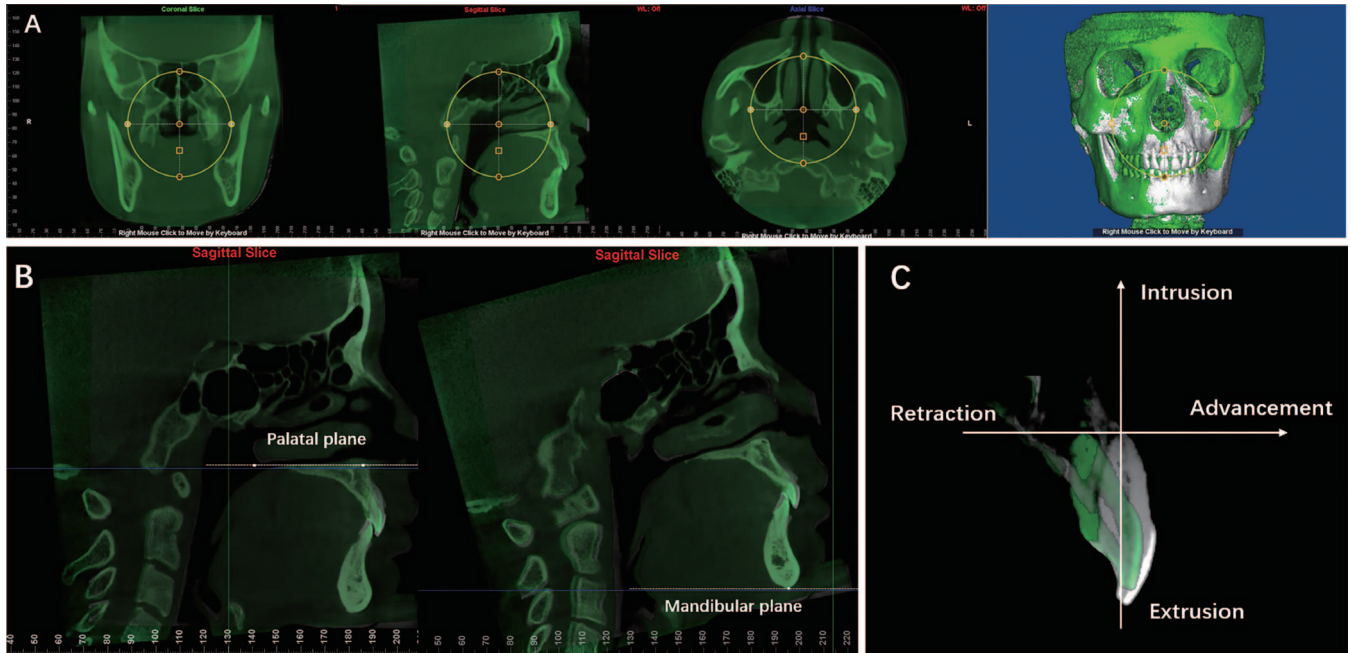 A
Coronal Slice
1
Sagittal Slice
WL: Off
Axial Slice
WL: Off
R
L
Right Mouse Click to Move by Keyboard
Right Mouse Click to Move by Keyboard
Right Mouse Click to Move by Keyboard
Right Mouse Click to Move by Keyboard
B
Sagittal Slice
Sagittal Slice
Palatal plane
Mandibular plane
40 50 60 70 80 90 100 110 120 130 140 150 160 170 180 190 200
60 70 80 90 100 110 120 130 140 150 160 170 180 190 200 210 220
C
Intrusion
Retraction
Advancement
Extrusion